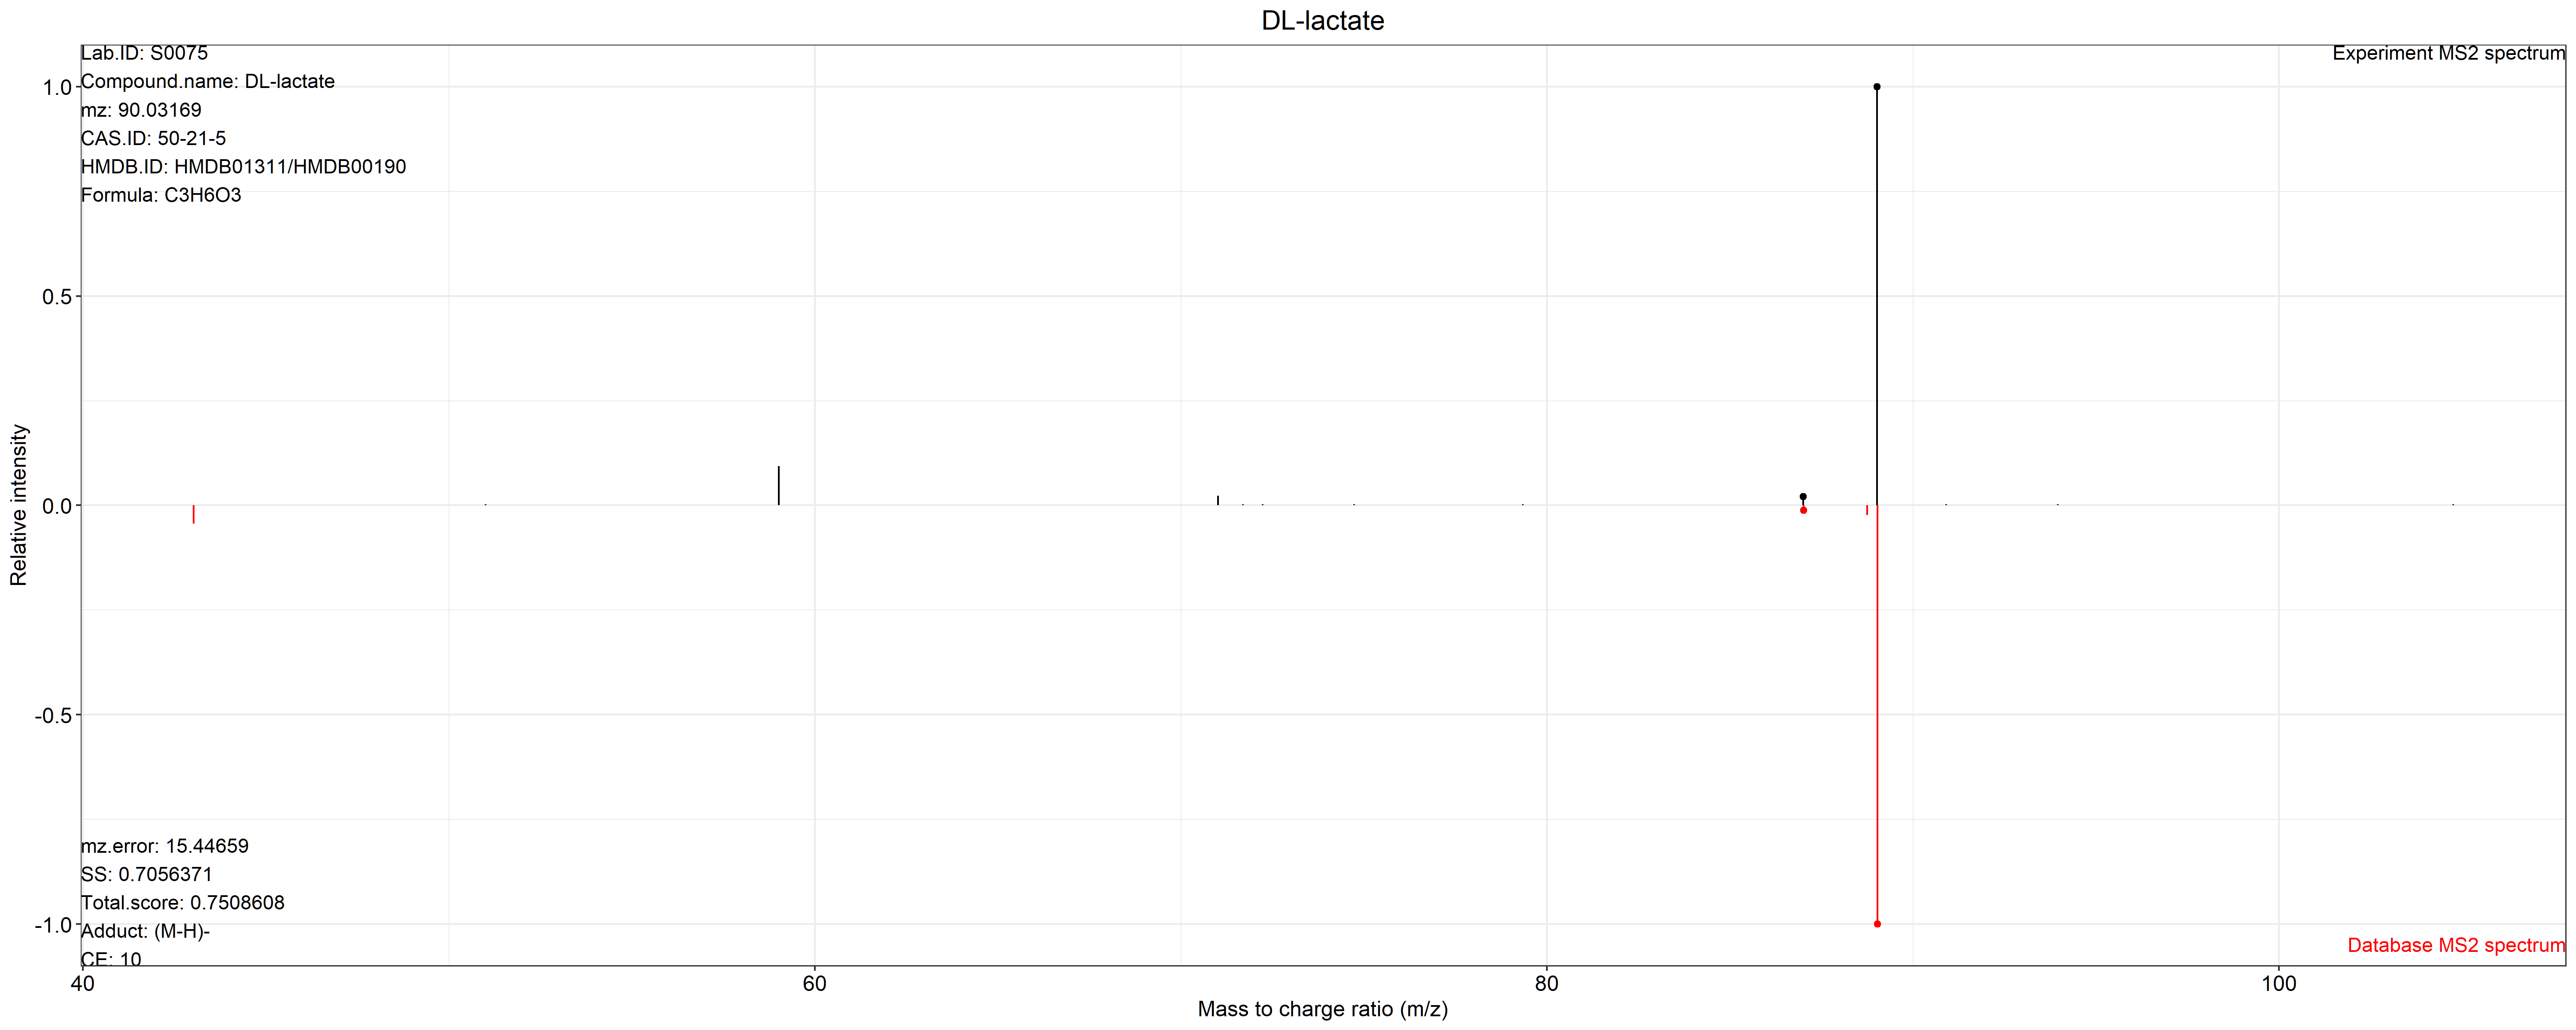 DL-lactate
Lab.ID: S0075
Experiment MS2 spectrum
Compound.name: DL-lactate
mz: 90.03169
CAS.ID: 50-21-5
HMDB.ID: HMDB01311/HMDB00190
Formula: C3H6O3
1.0
0.5
0.0
-0.5
-1.0
Relative intensity
mz.error: 15.44659
SS: 0.7056371
Total.score: 0.7508608
Adduct: (M-H)-
CE: 10
Database MS2 spectrum
40
60
80
100
Mass to charge ratio (m/z)